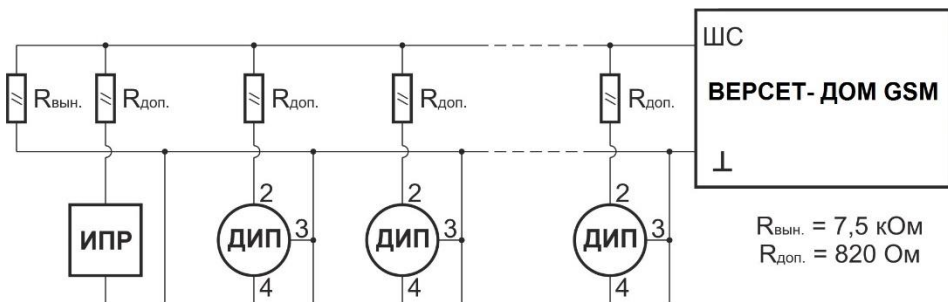 ШС
ВЕРСЕТ- ДОМ GSM
⊥
Rвын. Rдоп. Rдоп. Rдоп. Rдоп.
2 2 2
ИПР ДИП 3 ДИП 3 ДИП 3
4 4 4
Rвын. = 7,5 кОм
Rдоп. = 820 Ом